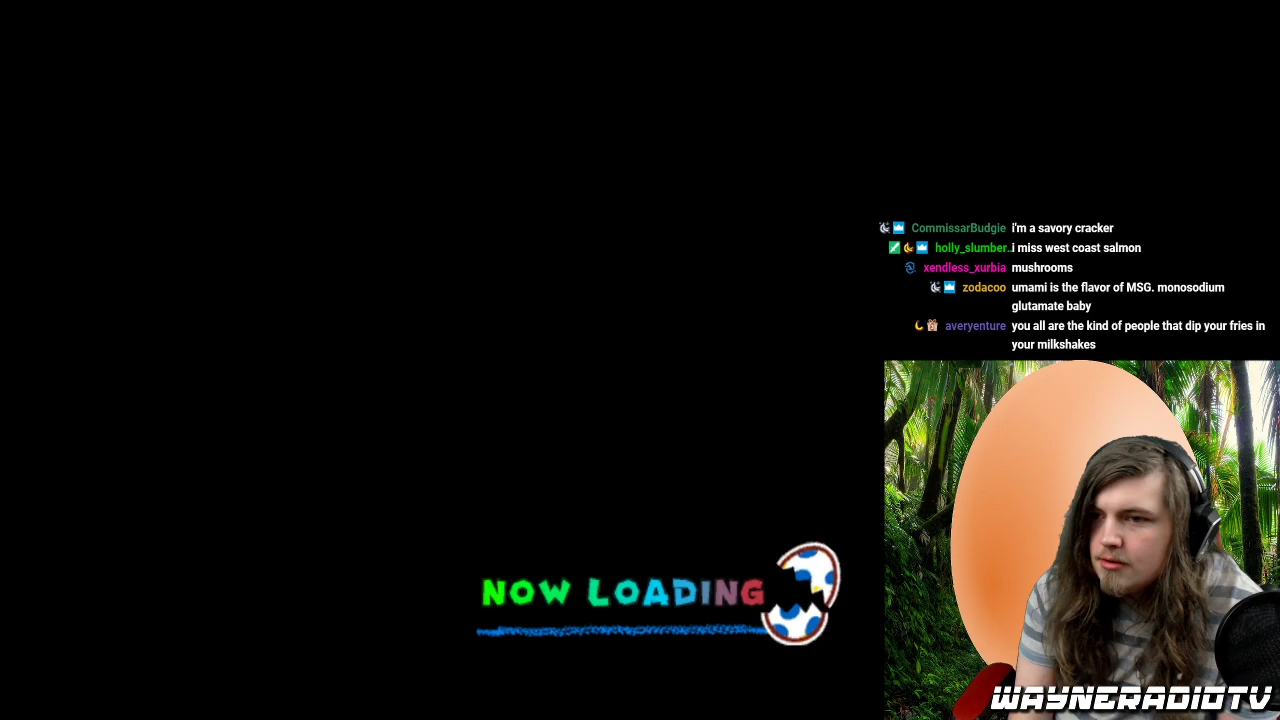 CommissarBudgie i'm a savory cracker
holly_slumber.. i miss west coast salmon
xendless_xurbia mushrooms
zodacoo umami is the flavor of MSG. monosodium
glutamate baby
averyenture you all are the kind of people that dip your fries in
your milkshakes
NOW LOADING
WAYNERADIOTV